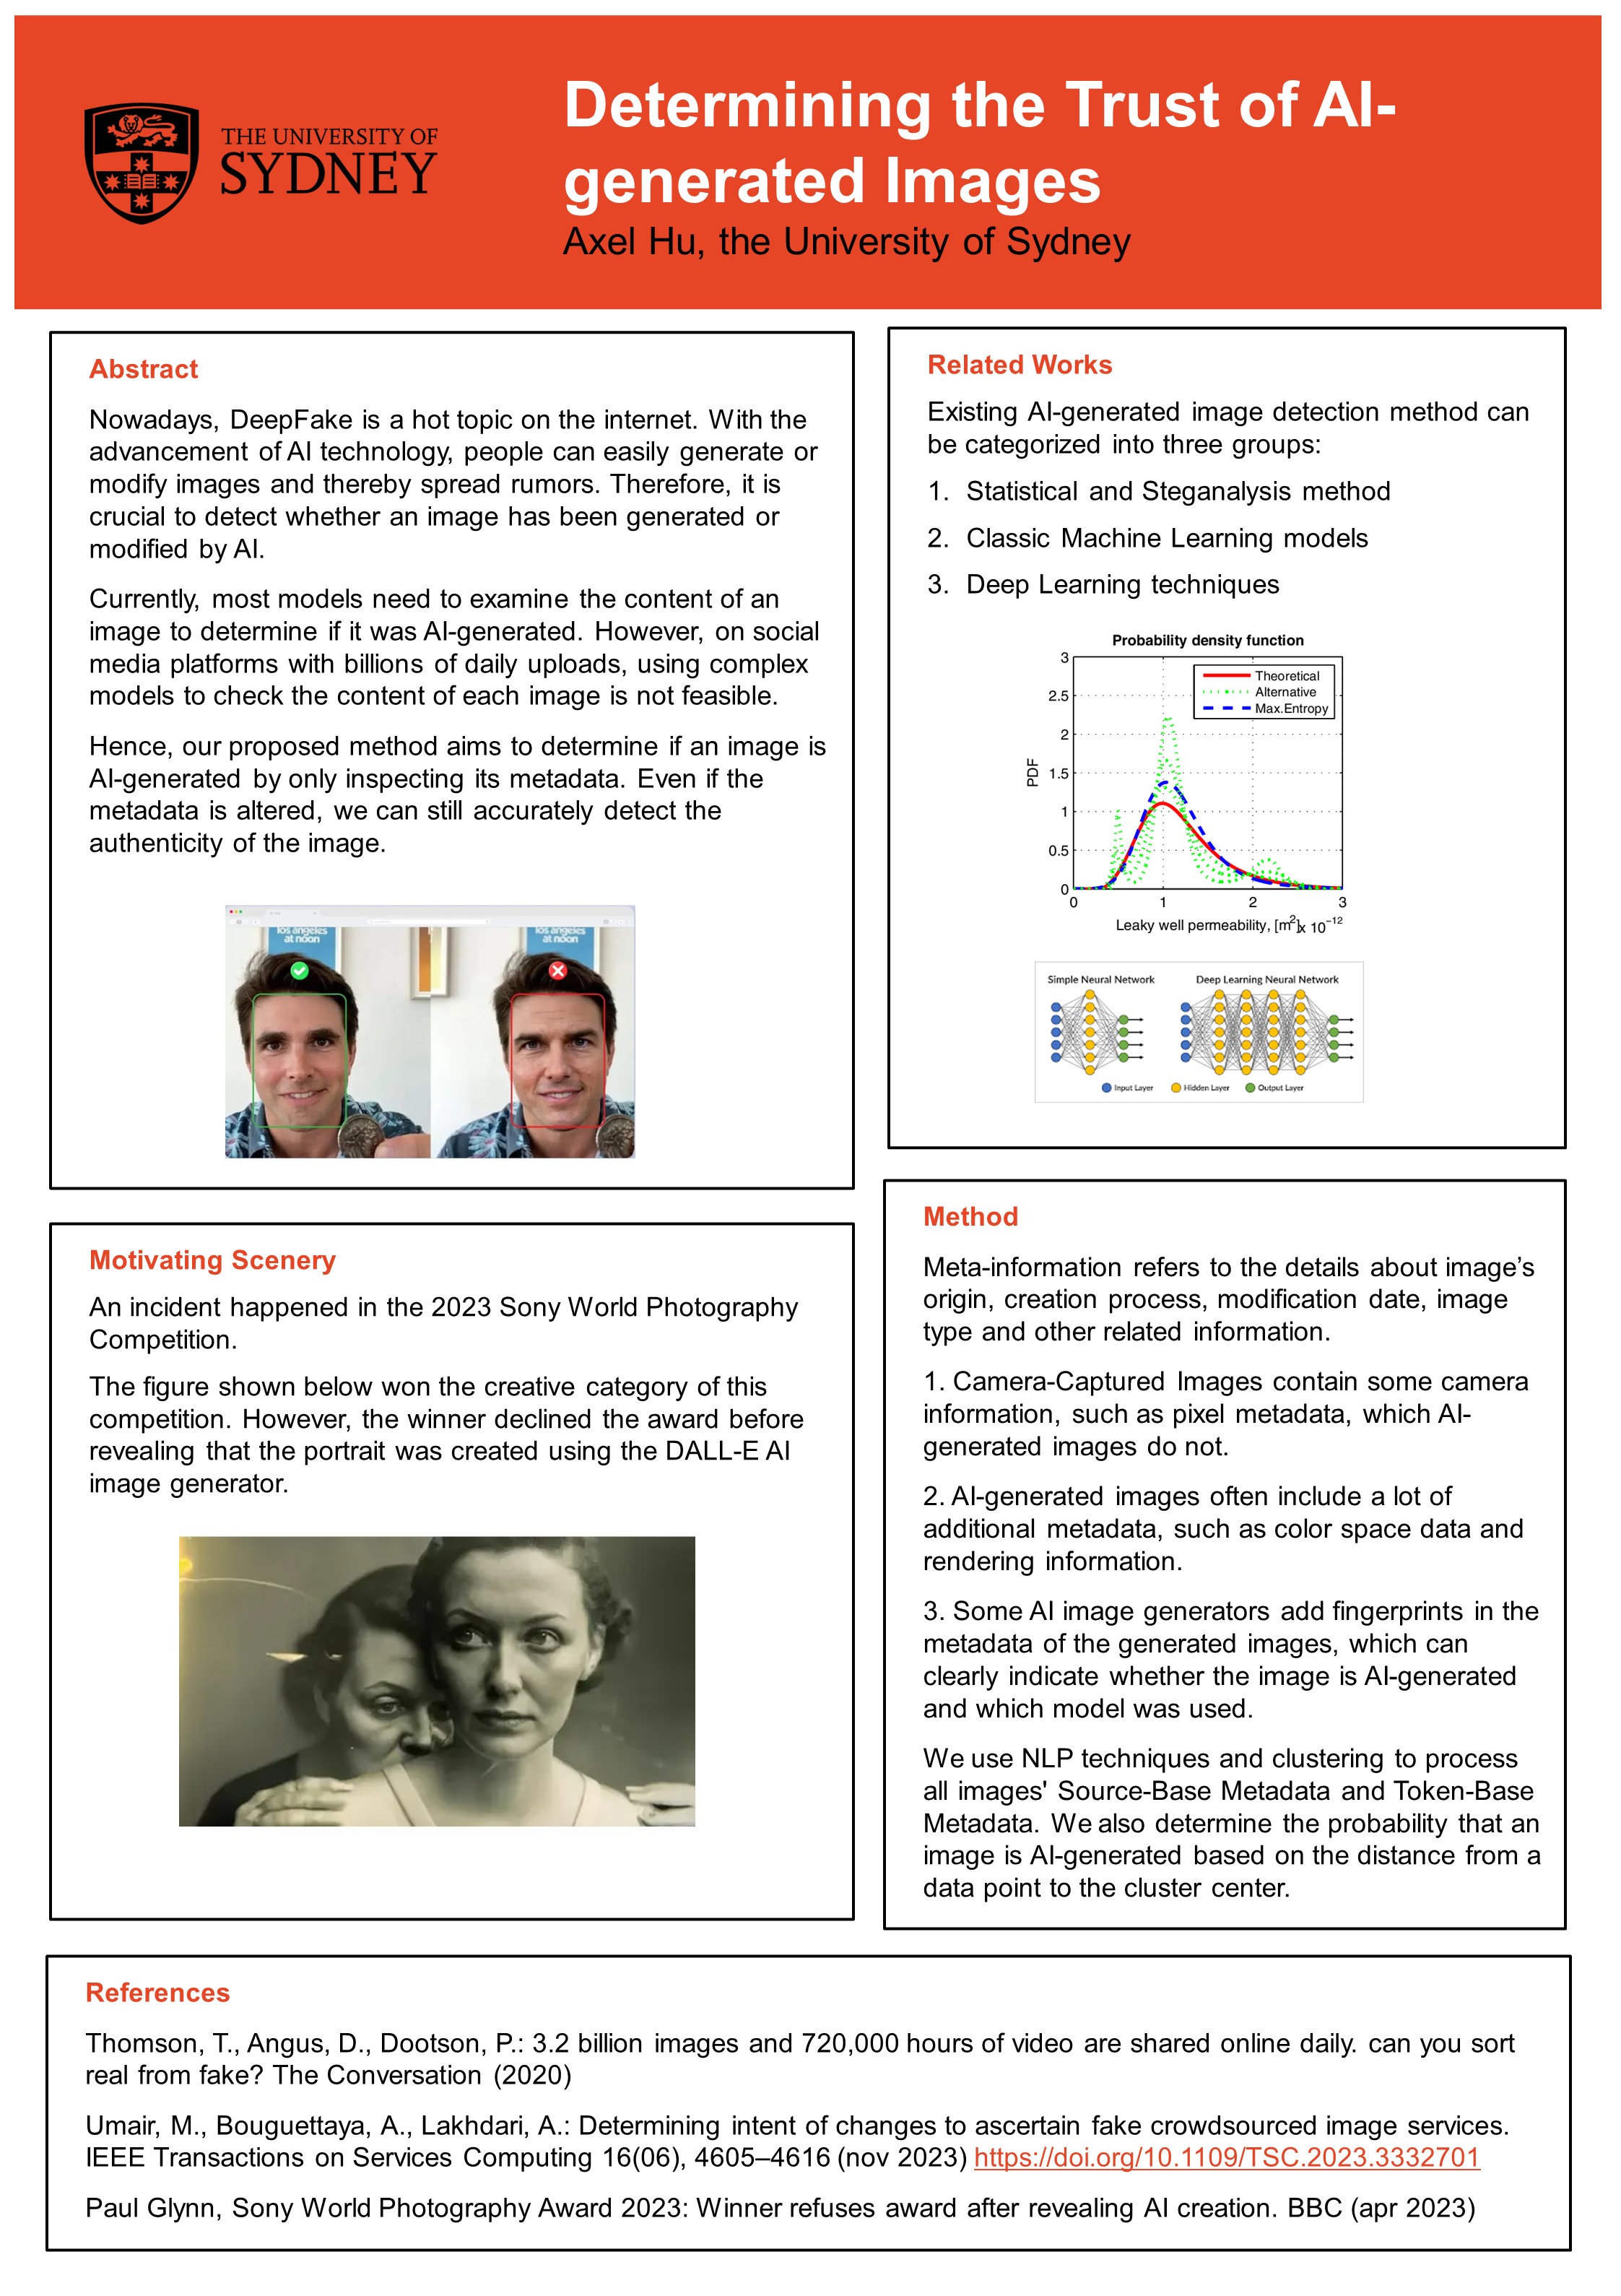 THE UNIVERSITY OF
SYDNEY
Determining the Trust of AI-
generated Images
Axel Hu, the University of Sydney
Abstract
Nowadays, DeepFake is a hot topic on the internet. With the
advancement of AI technology, people can easily generate or
modify images and thereby spread rumors. Therefore, it is
crucial to detect whether an image has been generated or
modified by AI.
Currently, most models need to examine the content of an
image to determine if it was AI-generated. However, on social
media platforms with billions of daily uploads, using complex
models to check the content of each image is not feasible.
Hence, our proposed method aims to determine if an image is
AI-generated by only inspecting its metadata. Even if the
metadata is altered, we can still accurately detect the
authenticity of the image.
los angeles
at noon
los angeles
at noon
Motivating Scenery
An incident happened in the 2023 Sony World Photography
Competition.
The figure shown below won the creative category of this
competition. However, the winner declined the award before
revealing that the portrait was created using the DALL-E AI
image generator.
Related Works
Existing AI-generated image detection method can
be categorized into three groups:
1. Statistical and Steganalysis method
2. Classic Machine Learning models
3. Deep Learning techniques
Probability density function
3
2.5
2
1.5
1
0.5
0
PDF
Theoretical
Alternative
Max.Entropy
0 1 2 3
Leaky well permeability, [m²]x 10⁻¹²
Simple Neural Network
Deep Learning Neural Network
Input Layer
Hidden Layer
Output Layer
Method
Meta-information refers to the details about image’s
origin, creation process, modification date, image
type and other related information.
1. Camera-Captured Images contain some camera
information, such as pixel metadata, which AI-
generated images do not.
2. AI-generated images often include a lot of
additional metadata, such as color space data and
rendering information.
3. Some AI image generators add fingerprints in the
metadata of the generated images, which can
clearly indicate whether the image is AI-generated
and which model was used.
We use NLP techniques and clustering to process
all images' Source-Base Metadata and Token-Base
Metadata. We also determine the probability that an
image is AI-generated based on the distance from a
data point to the cluster center.
References
Thomson, T., Angus, D., Dootson, P.: 3.2 billion images and 720,000 hours of video are shared online daily. can you sort
real from fake? The Conversation (2020)
Umair, M., Bouguettaya, A., Lakhdari, A.: Determining intent of changes to ascertain fake crowdsourced image services.
IEEE Transactions on Services Computing 16(06), 4605–4616 (nov 2023) https://doi.org/10.1109/TSC.2023.3332701
Paul Glynn, Sony World Photography Award 2023: Winner refuses award after revealing AI creation. BBC (apr 2023)